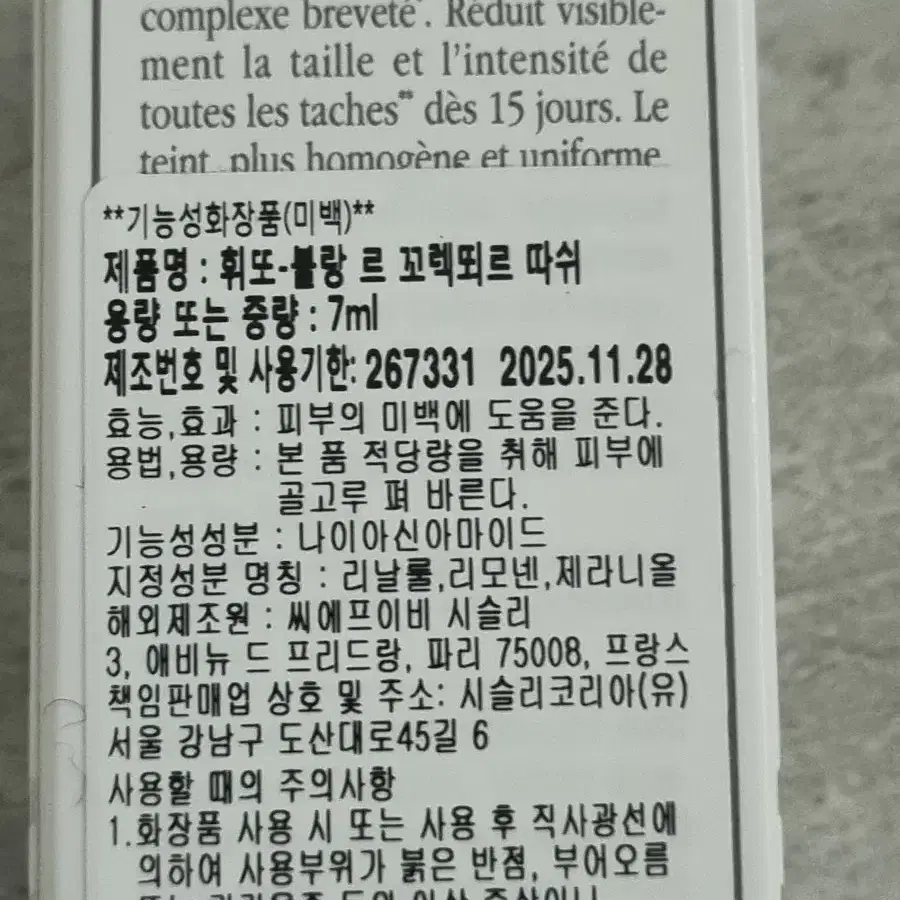 complexe breveté*. Réduit visible-
ment la taille et l'intensité de
toutes les taches** dès 15 jours. Le
teint, plus homogène et uniforme
**기능성화장품(미백)**
제품명 : 휘또-블랑 르 꼬렉뙤르 따쉬
용량 또는 중량 : 7ml
제조번호 및 사용기한: 267331 2025.11.28
효능,효과 : 피부의 미백에 도움을 준다.
용법,용량 : 본 품 적당량을 취해 피부에
골고루 펴 바른다.
기능성성분 : 나이아신아마이드
지정성분 명칭 : 리날룰,리모넨,제라니올
해외제조원 : 씨에프이비 시슬리
3, 애비뉴 드 프리드랑, 파리 75008, 프랑스
책임판매업 상호 및 주소: 시슬리코리아(유)
서울 강남구 도산대로45길 6
사용할 때의 주의사항
1.화장품 사용 시 또는 사용 후 직사광선에
의하여 사용부위가 붉은 반점, 부어오름